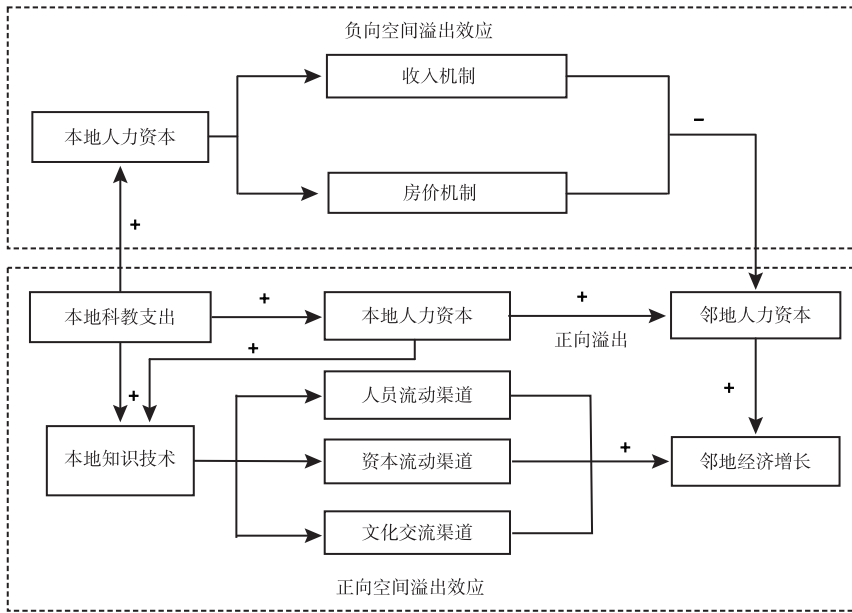 负向空间溢出效应
收入机制
本地人力资本
−
房价机制
+
本地科教支出
+
本地人力资本
+
正向溢出
邻地人力资本
+
+
人员流动渠道
+
本地知识技术
资本流动渠道
+
邻地经济增长
文化交流渠道
正向空间溢出效应